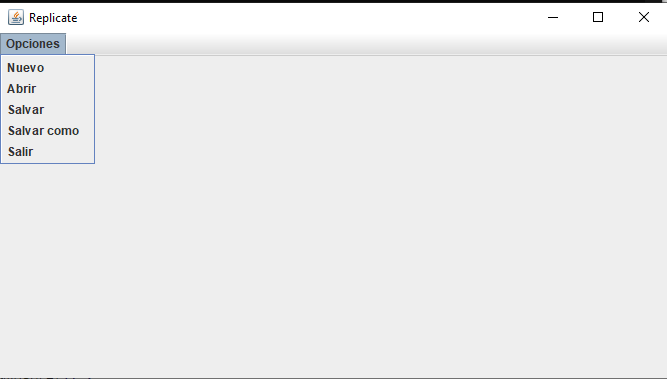 Replicate
Opciones
Nuevo
Abrir
Salvar
Salvar como
Salir